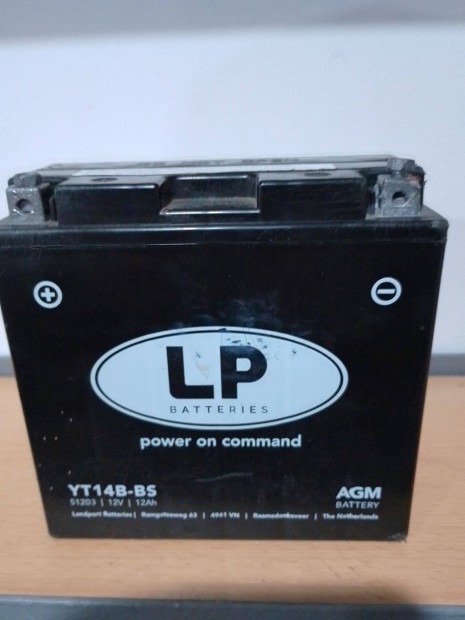 + −
LP
BATTERIES
power on command
YT14B-BS
51203 | 12V | 12Ah
AGM
BATTERY
Landport Batteries | Ramgatseweg 63 | 4941 VN | Raamsdonksveer | The Netherlands